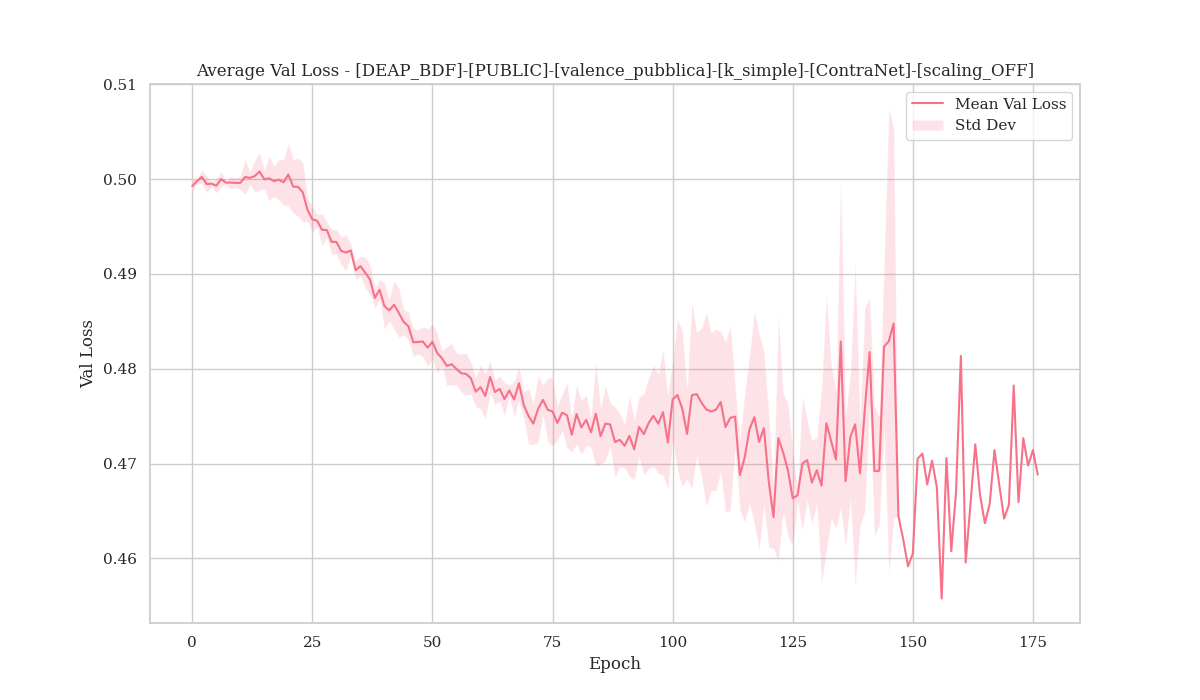 Average Val Loss - [DEAP_BDF]-[PUBLIC]-[valence_pubblica]-[k_simple]-[ContraNet]-[scaling_OFF]
Mean Val Loss
Std Dev
Val Loss
0.51
0.50
0.49
0.48
0.47
0.46
0
25
50
75
100
125
150
175
Epoch